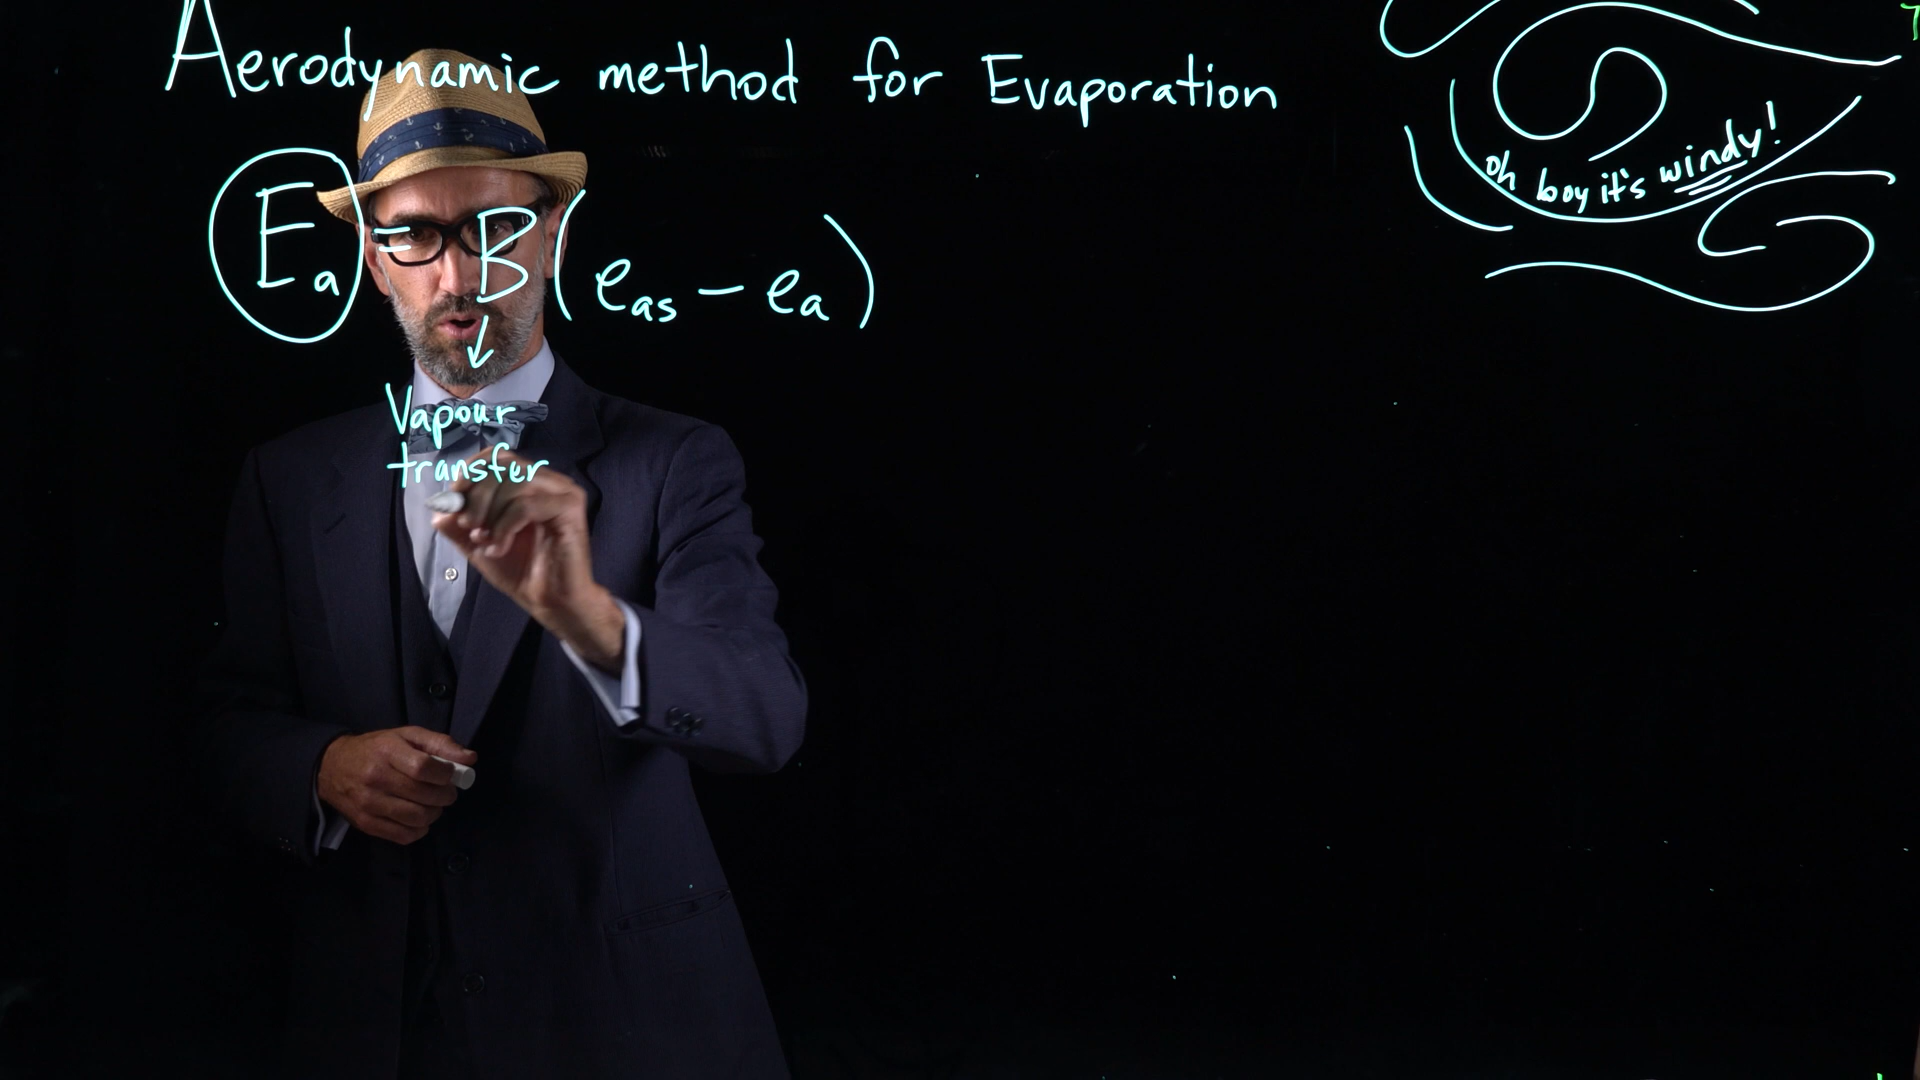 Aerodynamic method for Evaporation
oh boy it's windy!
Ea = B(eas - ea)
Vapour
transfer